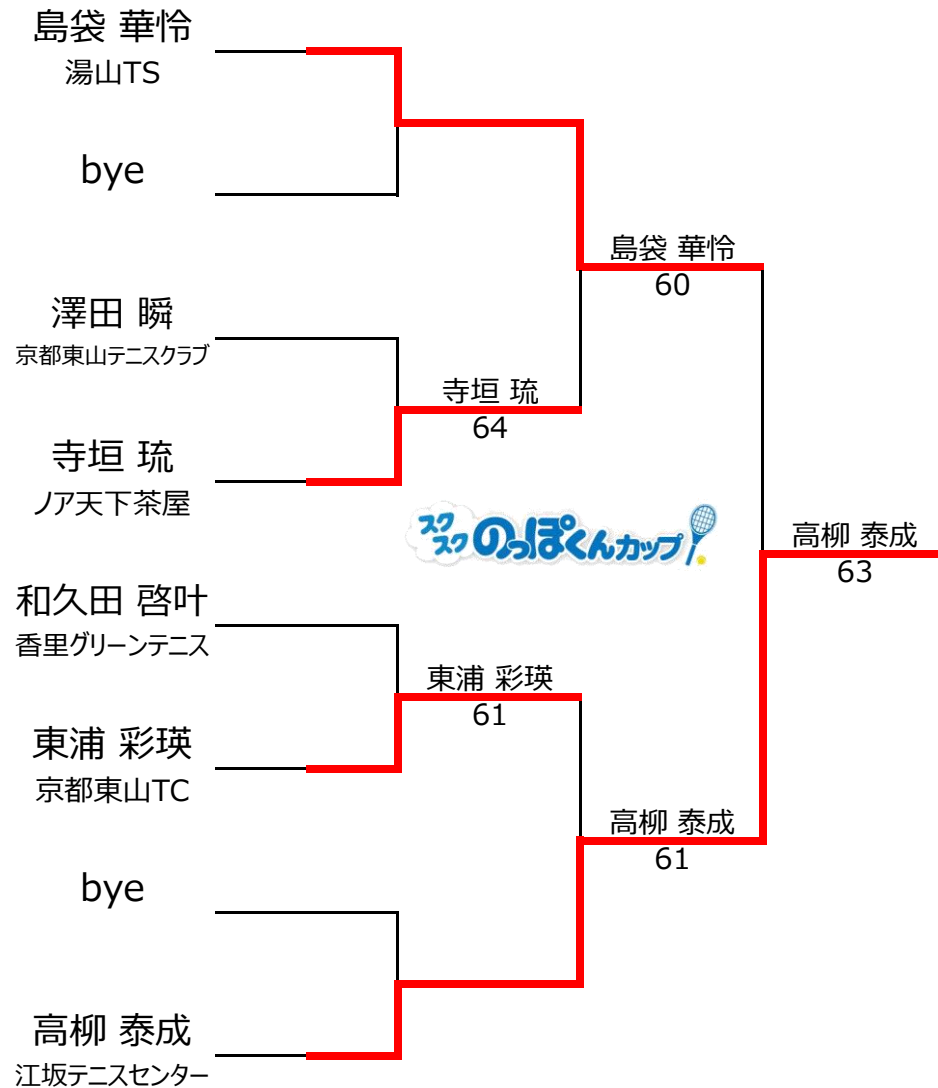 島袋 華怜
湯山TS
bye
島袋 華怜
60
澤田 瞬
京都東山テニスクラブ
寺垣 琉
64
寺垣 琉
ノア天下茶屋
スクスク のっぽくんカップ
高柳 泰成
63
和久田 啓叶
香里グリーンテニス
東浦 彩瑛
61
東浦 彩瑛
京都東山TC
高柳 泰成
61
bye
高柳 泰成
江坂テニスセンター